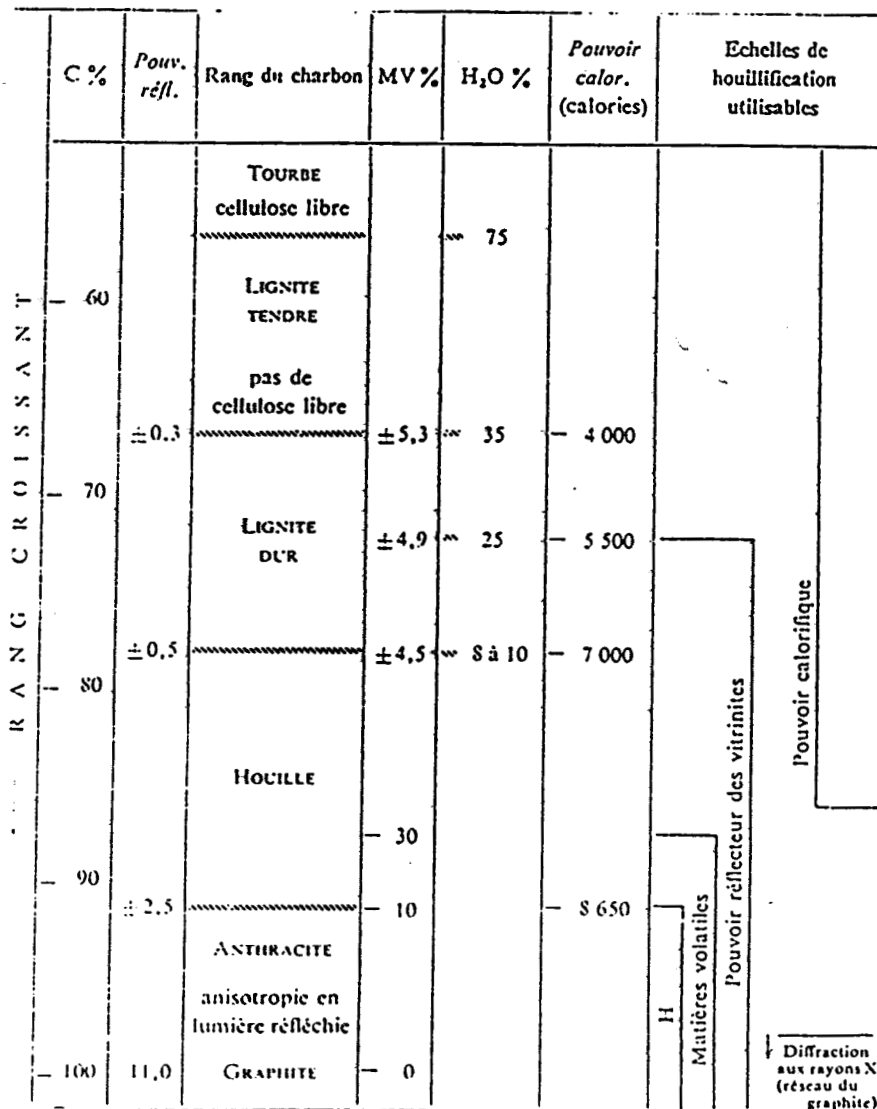 C %
Pouv.
réfl.
Rang du charbon
MV %
H₂O %
Pouvoir
calor.
(calories)
Echelles de
houillification
utilisables
RANG CROISSANT
TOURBE
cellulose libre
75
60
LIGNITE
TENDRE
pas de
cellulose libre
±0.3
±5,3
35
4 000
70
LIGNITE
DUR
±4,9
25
5 500
±0,5
±4,5
8 à 10
7 000
80
HOUILLE
30
90
±2,5
10
8 650
ANTHRACITE
anisotropie en
lumière réfléchie
100
11,0
GRAPHITE
0
H
Matières volatiles
Pouvoir réflecteur des vitrinites
Pouvoir calorifique
Diffraction
aux rayons X
(réseau du
graphite)